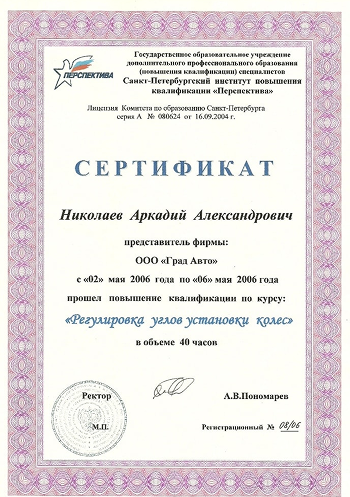 ПЕРСПЕКТИВА
Государственное образовательное учреждение
дополнительного профессионального образования
(повышения квалификации) специалистов
Санкт-Петербургский институт повышения
квалификации «Перспектива»
Лицензия Комитета по образованию Санкт-Петербурга
серия А № 080624 от 16.09.2004 г.
СЕРТИФИКАТ
Николаев Аркадий Александрович
представитель фирмы:
ООО «Град Авто»
с «02» мая 2006 года по «06» мая 2006 года
прошел повышение квалификации по курсу:
«Регулировка углов установки колес»
в объеме 40 часов
Ректор
А.В.Пономарев
М.П.
Регистрационный № 08/06